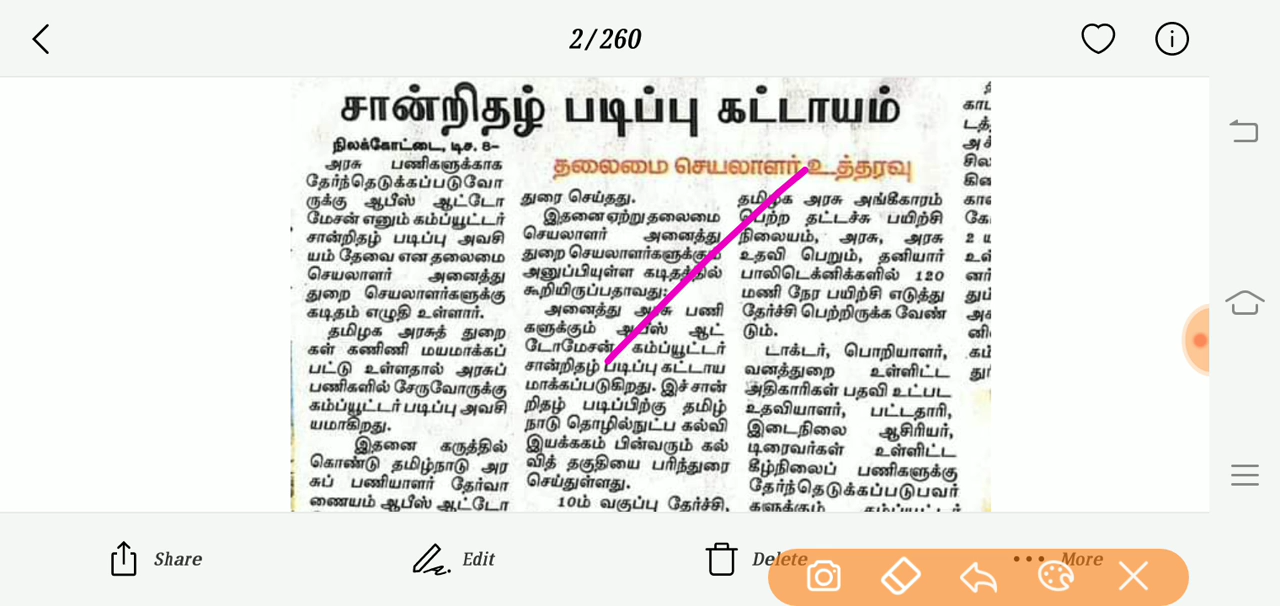 2/260
சான்றிதழ் படிப்பு கட்டாயம்
தலைமை செயலாளர் உத்தரவு
நிலக்கோட்டை, டிச. 8–
அரசு பணிகளுக்காக
தேர்ந்தெடுக்கப்படுவோ
ருக்கு ஆபீஸ் ஆட்டோ
மேசன் எனும் கம்ப்யூட்டர்
சான்றிதழ் படிப்பு அவசி
யம் தேவை என தலைமை
செயலாளர் அனைத்து
துறை செயலாளர்களுக்கு
கடிதம் எழுதி உள்ளார்.
தமிழக அரசுத் துறை
கள் கணிணி மயமாக்கப்
பட்டு உள்ளதால் அரசுப்
பணிகளில் சேருவோருக்கு
கம்ப்யூட்டர் படிப்பு அவசி
யமாகிறது.
இதனை கருத்தில்
கொண்டு தமிழ்நாடு அர
சுப் பணியாளர் தேர்வா
ணையம் ஆபீஸ் ஆட்டோ
துரை செய்தது.
இதனை ஏற்று தலைமை
செயலாளர் அனைத்து
துறை செயலாளர்களுக்கும்
அனுப்பியுள்ள கடிதத்தில்
கூறியிருப்பதாவது:
அனைத்து அரசு பணி
களுக்கும் ஆபீஸ் ஆட்
டோமேசன் கம்ப்யூட்டர்
சான்றிதழ் படிப்பு கட்டாய
மாக்கப்படுகிறது. இச்சான்
றிதழ் படிப்பிற்கு தமிழ்
நாடு தொழில்நுட்ப கல்வி
இயக்ககம் பின்வரும் கல்
வித் தகுதியை பரிந்துரை
செய்துள்ளது.
10ம் வகுப்பு தேர்ச்சி,
தமிழக அரசு அங்கீகாரம்
பெற்ற தட்டச்சு பயிற்சி
நிலையம், அரசு, அரசு
உதவி பெறும், தனியார்
பாலிடெக்னிக்களில் 120
மணி நேர பயிற்சி எடுத்து
தேர்ச்சி பெற்றிருக்க வேண்
டும்.
டாக்டர், பொறியாளர்,
வனத்துறை உள்ளிட்ட
அதிகாரிகள் பதவி உட்பட
உதவியாளர், பட்டதாரி,
இடைநிலை ஆசிரியர்,
டிரைவர்கள் உள்ளிட்ட
கீழ்நிலைப் பணிகளுக்கு
தேர்ந்தெடுக்கப்படுபவர்
களுக்கும் கம்ப்யூட்டர்
Share
Edit
Delete
More